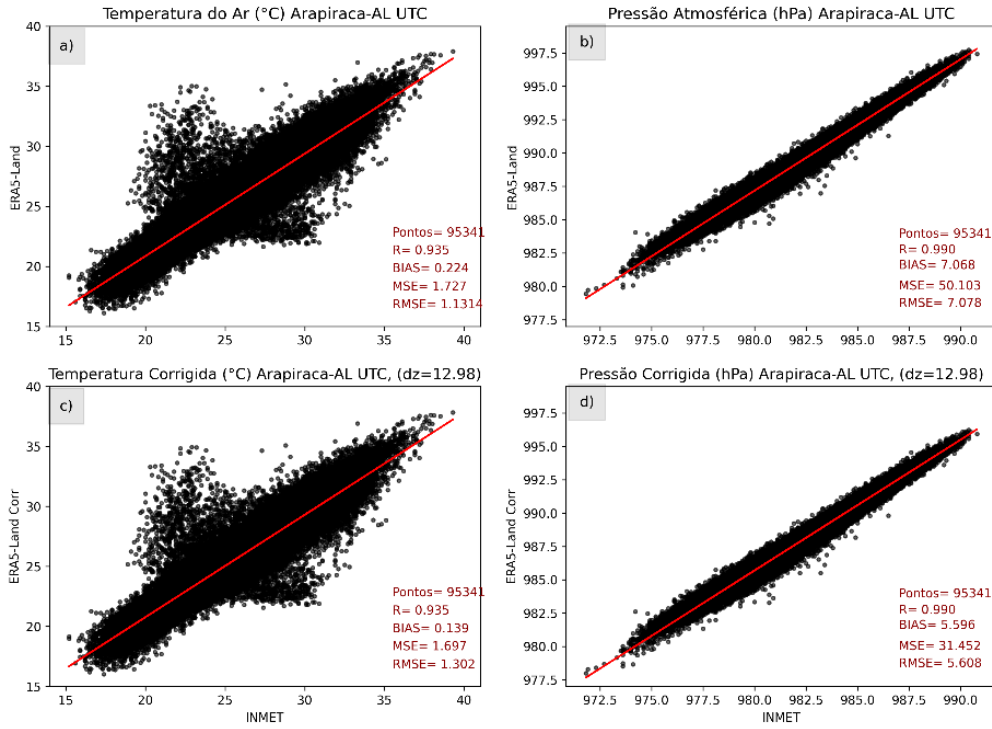 Temperatura do Ar (°C) Arapiraca-AL UTC
a)
40
35
30
25
20
15
ERA5-Land
Pontos= 95341
R= 0.935
BIAS= 0.224
MSE= 1.727
RMSE= 1.1314
15 20 25 30 35 40
Pressão Atmosférica (hPa) Arapiraca-AL UTC
b)
997.5
995.0
992.5
990.0
987.5
985.0
982.5
980.0
977.5
ERA5-Land
Pontos= 95341
R= 0.990
BIAS= 7.068
MSE= 50.103
RMSE= 7.078
972.5 975.0 977.5 980.0 982.5 985.0 987.5 990.0
Temperatura Corrigida (°C) Arapiraca-AL UTC, (dz=12.98)
c)
40
35
30
25
20
15
ERA5-Land Corr
Pontos= 95341
R= 0.935
BIAS= 0.139
MSE= 1.697
RMSE= 1.302
15 20 25 30 35 40
INMET
Pressão Corrigida (hPa) Arapiraca-AL UTC, (dz=12.98)
d)
997.5
995.0
992.5
990.0
987.5
985.0
982.5
980.0
977.5
ERA5-Land Corr
Pontos= 95341
R= 0.990
BIAS= 5.596
MSE= 31.452
RMSE= 5.608
972.5 975.0 977.5 980.0 982.5 985.0 987.5 990.0
INMET